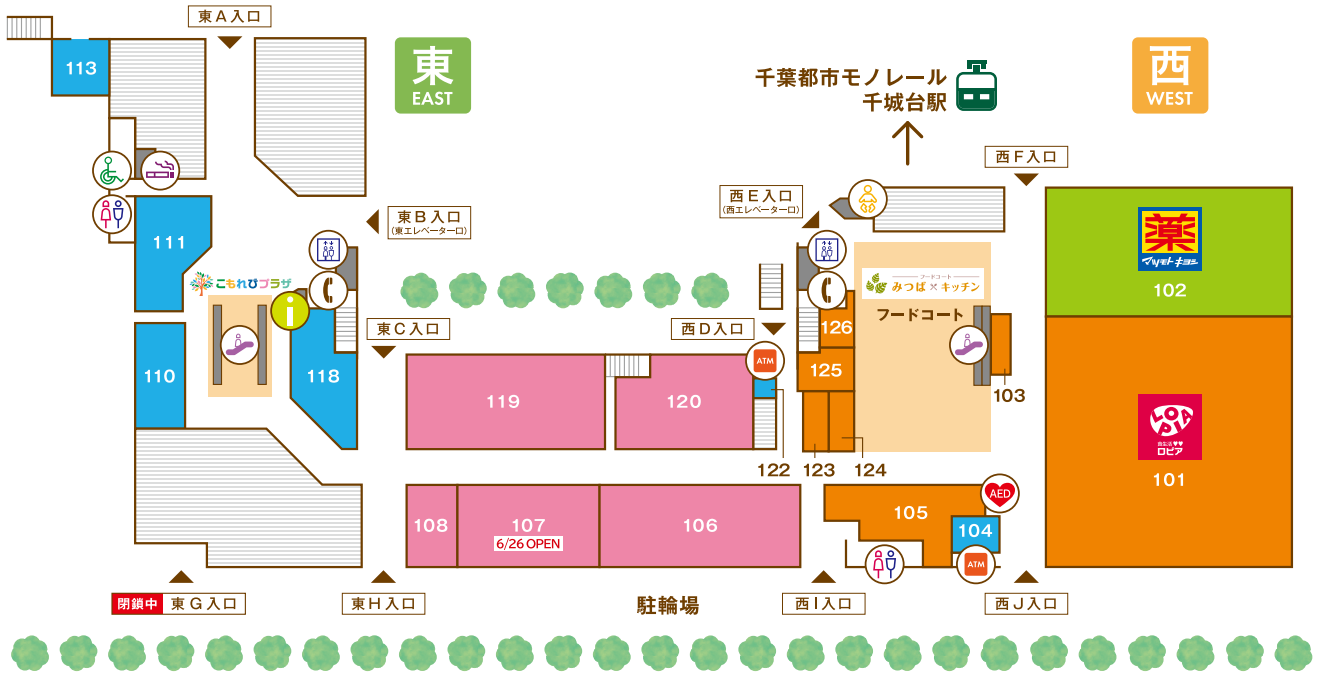 東A入口
113
東
EAST
千葉都市モノレール
千城台駅
西
WEST
西F入口
西E入口
(西エレベーター口)
東B入口
(東エレベーター口)
111
こもれびプラザ
i
薬
マツモトキヨシ
102
フードコート
みつば×キッチン
フードコート
126
東C入口
西D入口
ATM
110
118
125
103
119
120
LOPIA
食生活♥♥
ロピア
101
122
123
124
108
107
6/26 OPEN
106
105
AED
104
ATM
閉鎖中
東G入口
東H入口
駐輪場
西I入口
西J入口